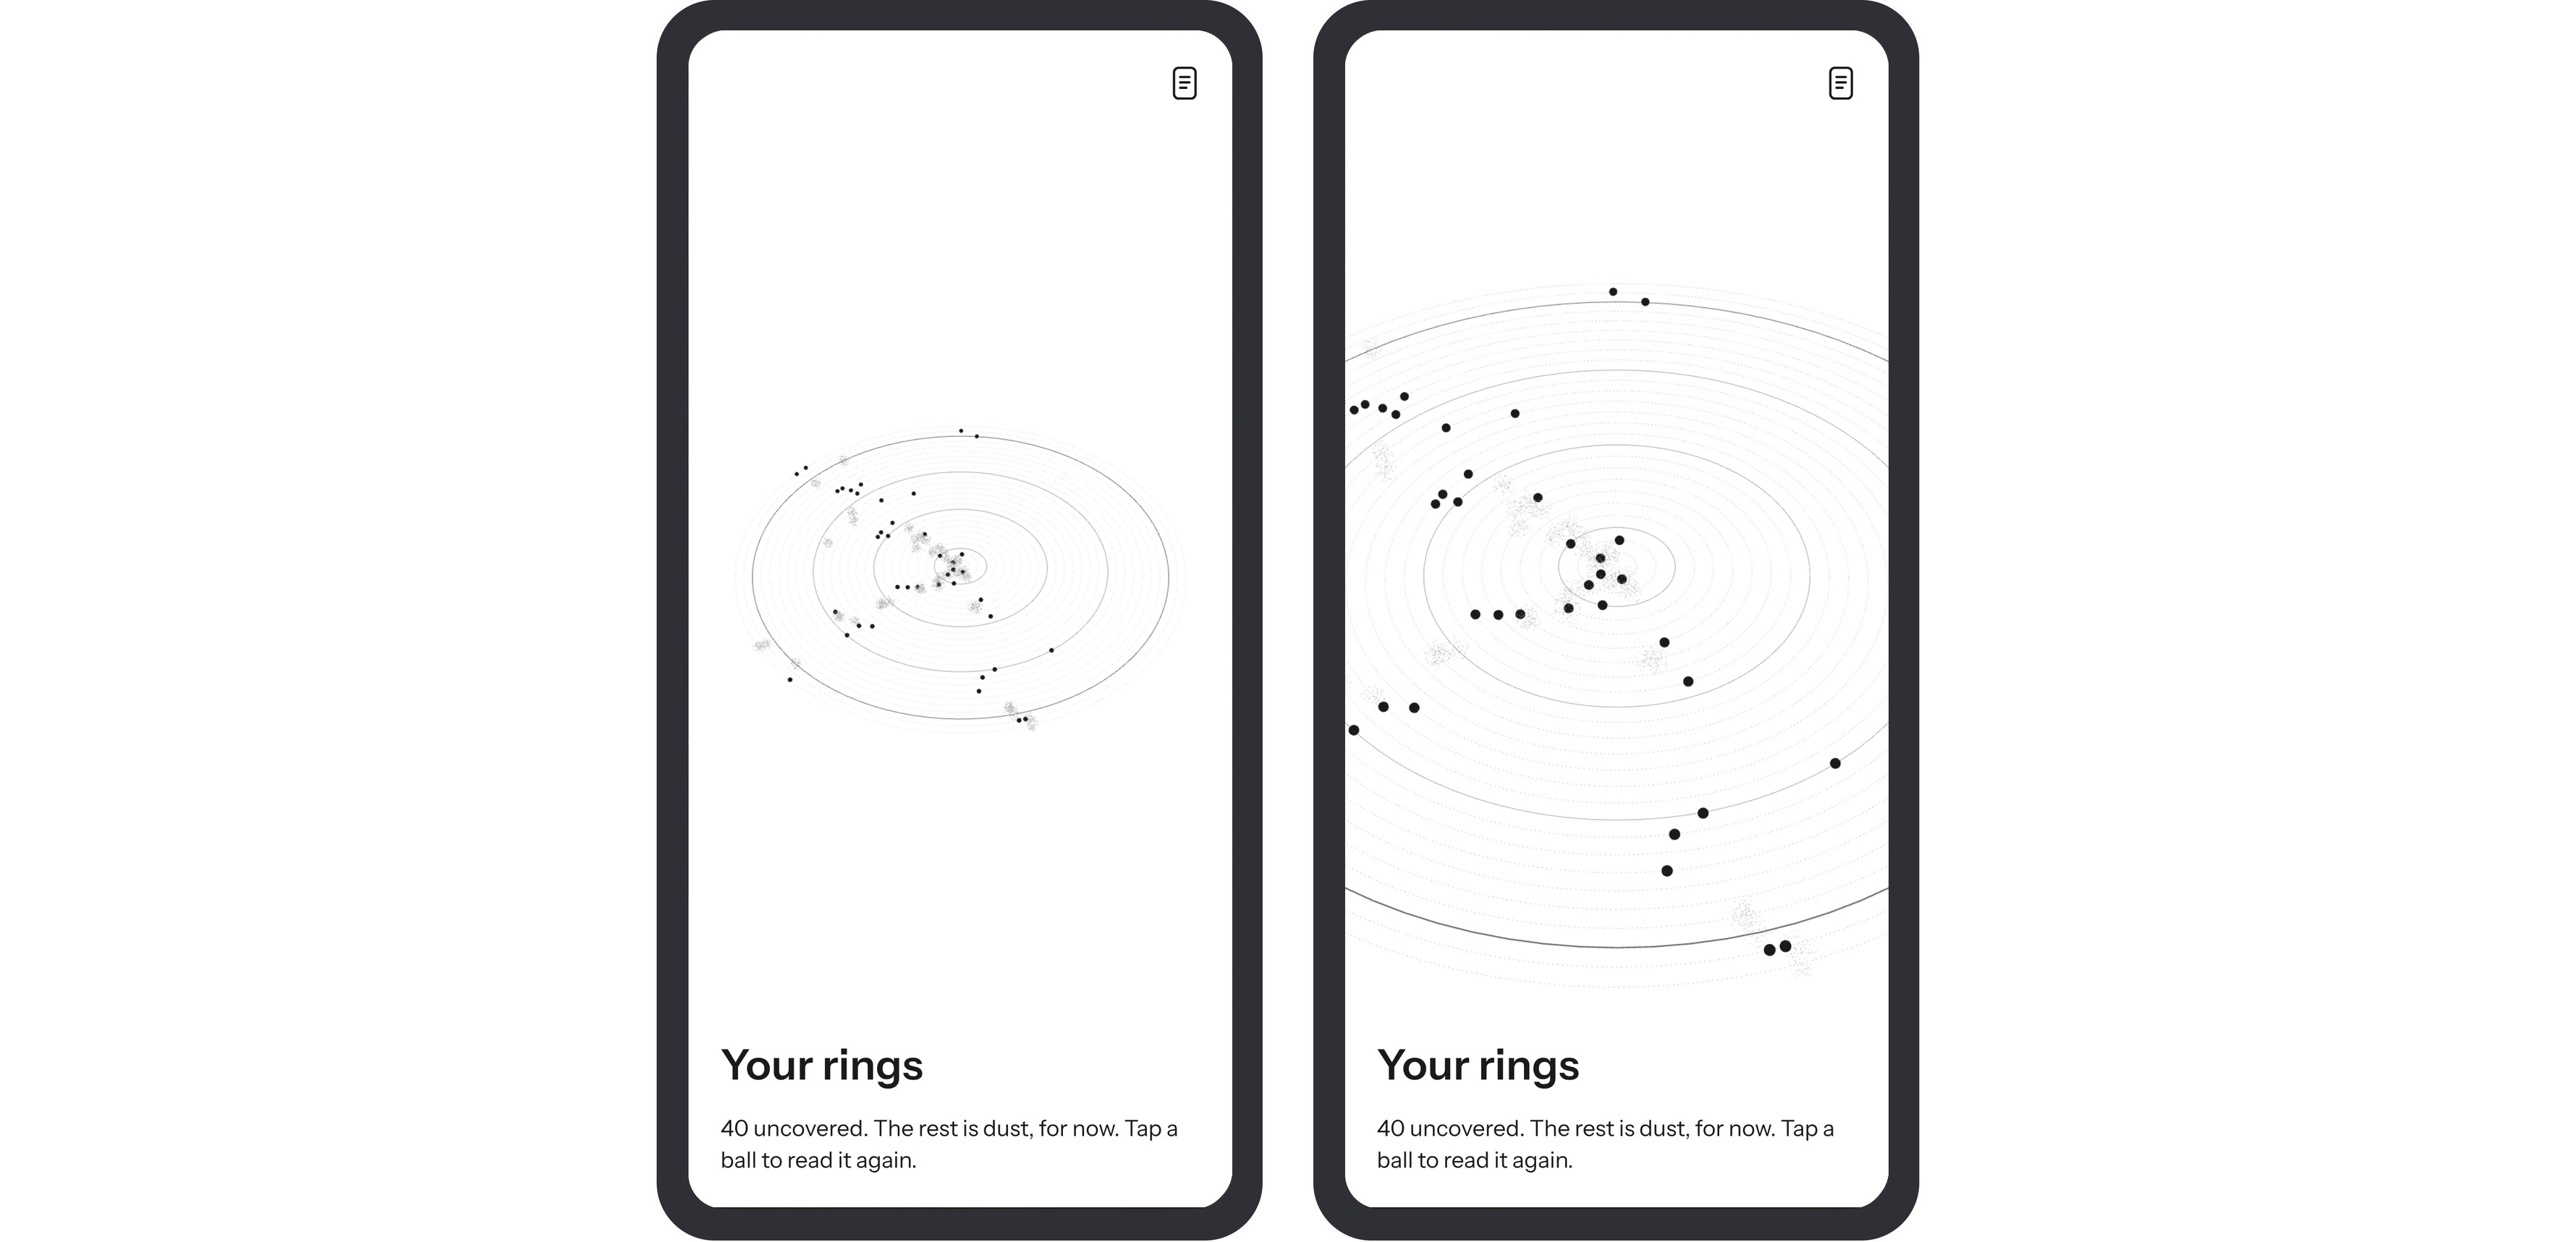 Your rings
40 uncovered. The rest is dust, for now. Tap a
ball to read it again.
Your rings
40 uncovered. The rest is dust, for now. Tap a
ball to read it again.